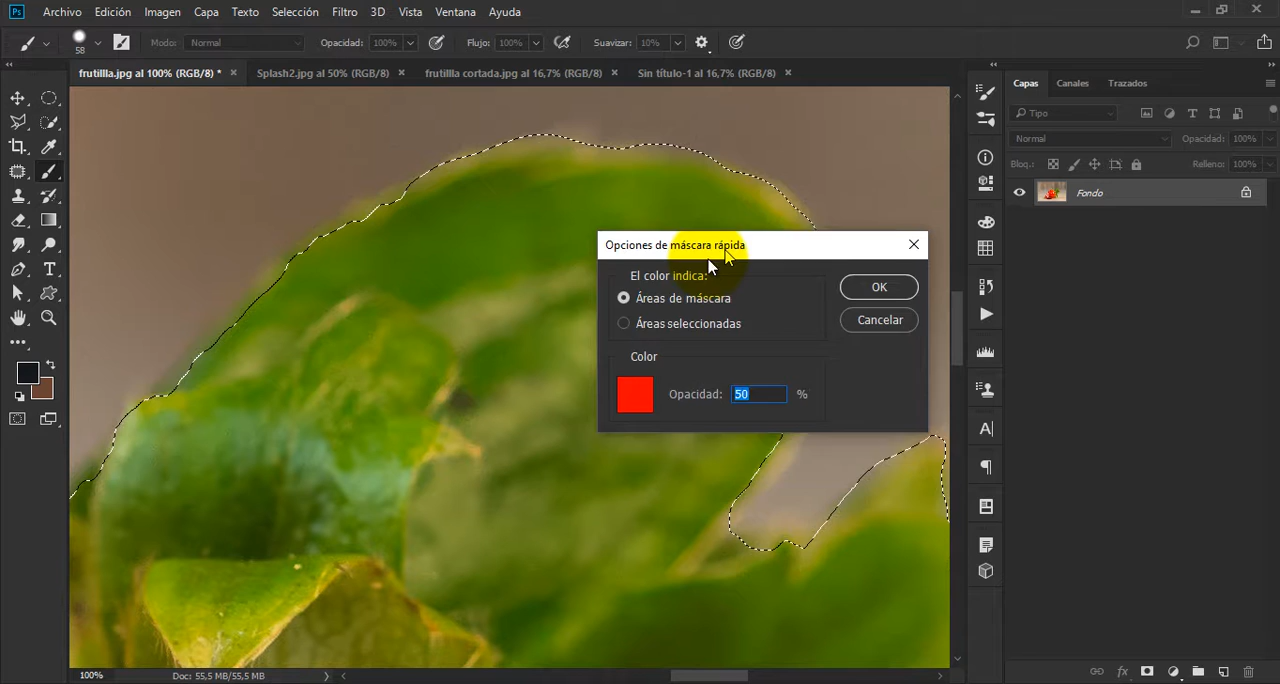 Ps Archivo Edición Imagen Capa Texto Selección Filtro 3D Vista Ventana Ayuda
58 Modo: Normal Opacidad: 100% Flujo: 100% Suavizar: 10%
frutillla.jpg al 100% (RGB/8) * × Splash2.jpg al 50% (RGB/8) × frutillla cortada.jpg al 16,7% (RGB/8) × Sin título-1 al 16,7% (RGB/8) ×
Capas Canales Trazados
Tipo
Normal Opacidad: 100%
Bloq.: Relleno: 100%
Fondo
Opciones de máscara rápida
El color indica:
Áreas de máscara
Áreas seleccionadas
OK
Cancelar
Color
Opacidad: 50 %
100% Doc: 55,5 MB/55,5 MB